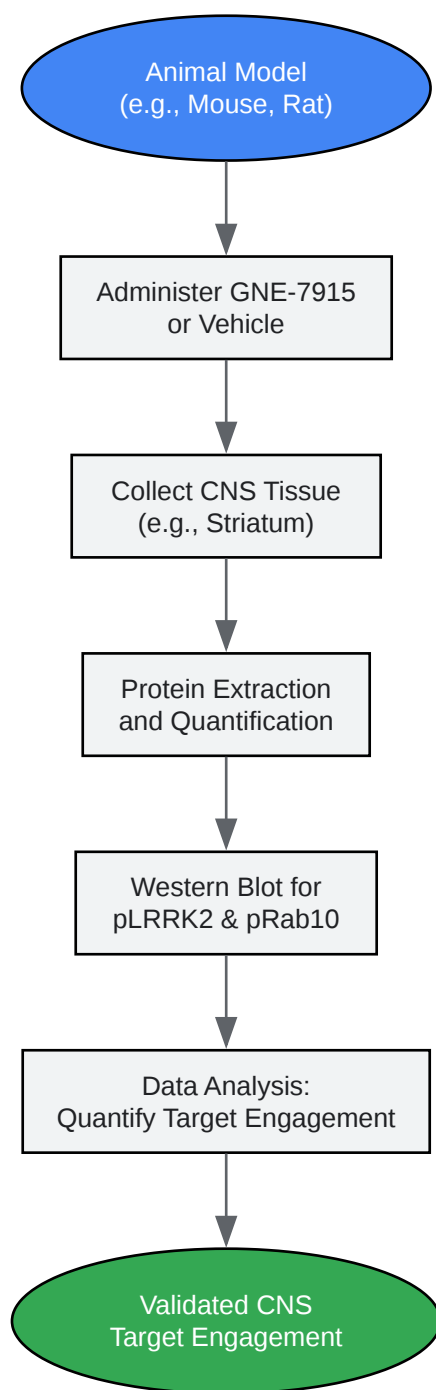 Animal Model
(e.g., Mouse, Rat)
Administer GNE-7915
or Vehicle
Collect CNS Tissue
(e.g., Striatum)
Protein Extraction
and Quantification
Western Blot for
pLRRK2 & pRab10
Data Analysis:
Quantify Target Engagement
Validated CNS
Target Engagement